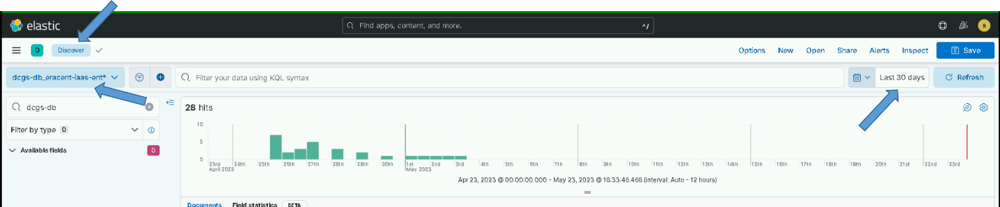 elastic
Find apps, content, and more.
^/
s
D
Discover
Options
New
Open
Share
Alerts
Inspect
Save
dcgs-db_eracent-iaas-ent*
Filter your data using KQL syntax
Last 30 days
Refresh
dcgs-db
Filter by type 0
Available fields
0
28 hits
10
5
0
23rd 24th 25th 26th 27th 28th 29th 30th 1st 2nd 3rd 4th 5th 6th 7th 8th 9th 10th 11th 12th 13th 14th 15th 16th 17th 18th 19th 20th 21st 22nd 23rd
April 2023
May 2023
Apr 23, 2023 @ 00:00:00.000 - May 23, 2023 @ 16:33:46.468 (interval: Auto - 12 hours)
Documents
Field statistics
BETA